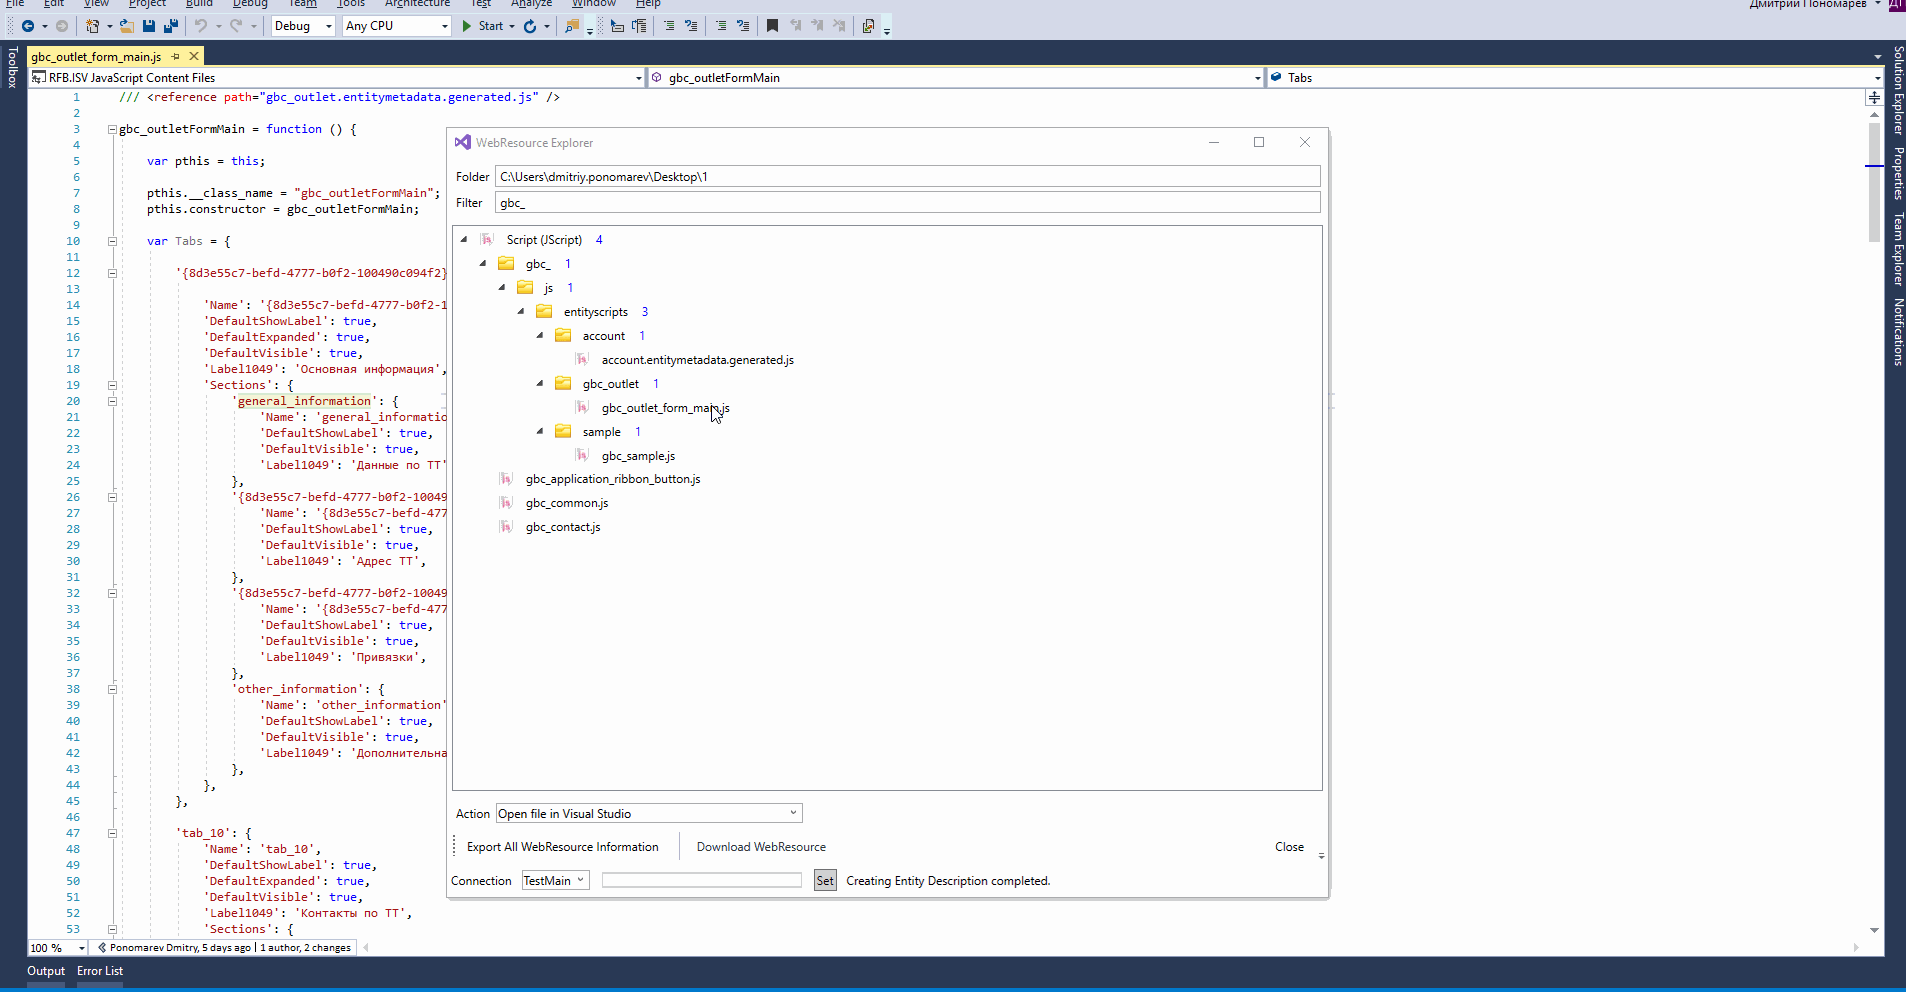 File Edit View Project Build Debug Team Tools Architecture Test Analyze Window Help Дмитрий Пономарев ДП
Debug Any CPU Start
Toolbox
gbc_outlet_form_main.js
RFB.ISV JavaScript Content Files gbc_outletFormMain Tabs
1 /// <reference path="gbc_outlet.entitymetadata.generated.js" />
2
3 gbc_outletFormMain = function () {
4
5 var pthis = this;
6
7 pthis.__class_name = "gbc_outletFormMain";
8 pthis.constructor = gbc_outletFormMain;
9
10 var Tabs = {
11
12 '{8d3e55c7-befd-4777-b0f2-100490c094f2}
13
14 'Name': '{8d3e55c7-befd-4777-b0f2-1
15 'DefaultShowLabel': true,
16 'DefaultExpanded': true,
17 'DefaultVisible': true,
18 'Label1049': 'Основная информация',
19 'Sections': {
20 'general_information': {
21 'Name': 'general_informatio
22 'DefaultShowLabel': true,
23 'DefaultVisible': true,
24 'Label1049': 'Данные по ТТ'
25 },
26 '{8d3e55c7-befd-4777-b0f2-10049
27 'Name': '{8d3e55c7-befd-477
28 'DefaultShowLabel': true,
29 'DefaultVisible': true,
30 'Label1049': 'Адрес ТТ',
31 },
32 '{8d3e55c7-befd-4777-b0f2-10049
33 'Name': '{8d3e55c7-befd-477
34 'DefaultShowLabel': true,
35 'DefaultVisible': true,
36 'Label1049': 'Привязки',
37 },
38 'other_information': {
39 'Name': 'other_information'
40 'DefaultShowLabel': true,
41 'DefaultVisible': true,
42 'Label1049': 'Дополнительна
43 },
44 },
45 },
46
47 'tab_10': {
48 'Name': 'tab_10',
49 'DefaultShowLabel': true,
50 'DefaultExpanded': true,
51 'DefaultVisible': true,
52 'Label1049': 'Контакты по ТТ',
53 'Sections': {
WebResource Explorer
Folder C:\Users\dmitriy.ponomarev\Desktop\1
Filter gbc_
Script (JScript) 4
gbc_ 1
js 1
entityscripts 3
account 1
account.entitymetadata.generated.js
gbc_outlet 1
gbc_outlet_form_main.js
sample 1
gbc_sample.js
gbc_application_ribbon_button.js
gbc_common.js
gbc_contact.js
Action Open file in Visual Studio
Export All WebResource Information Download WebResource Close
Connection TestMain Set Creating Entity Description completed.
Solution Explorer
Properties
Team Explorer
Notifications
100 % Ponomarev Dmitry, 5 days ago | 1 author, 2 changes
Output Error List